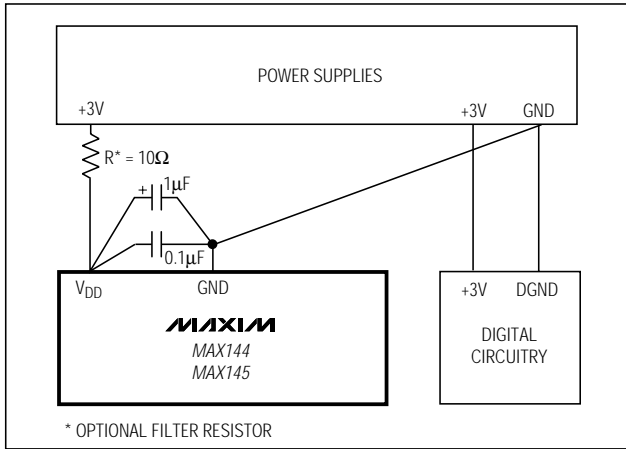 POWER SUPPLIES
+3V
+3V
GND
R* = 10Ω
+
1μF
0.1μF
VDD
GND
MAXIM
MAX144
MAX145
+3V
DGND
DIGITAL
CIRCUITRY
* OPTIONAL FILTER RESISTOR